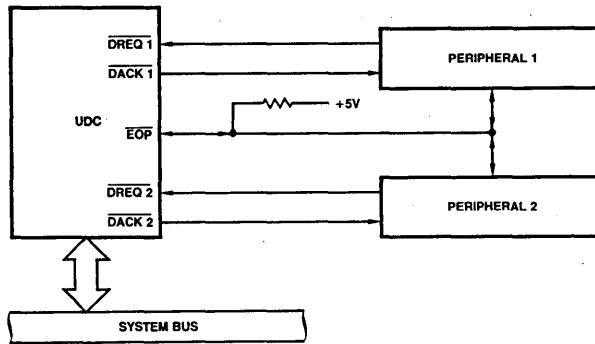 DREQ 1
PERIPHERAL 1
DACK 1
+5V
UDC
EOP
DREQ 2
PERIPHERAL 2
DACK 2
SYSTEM BUS